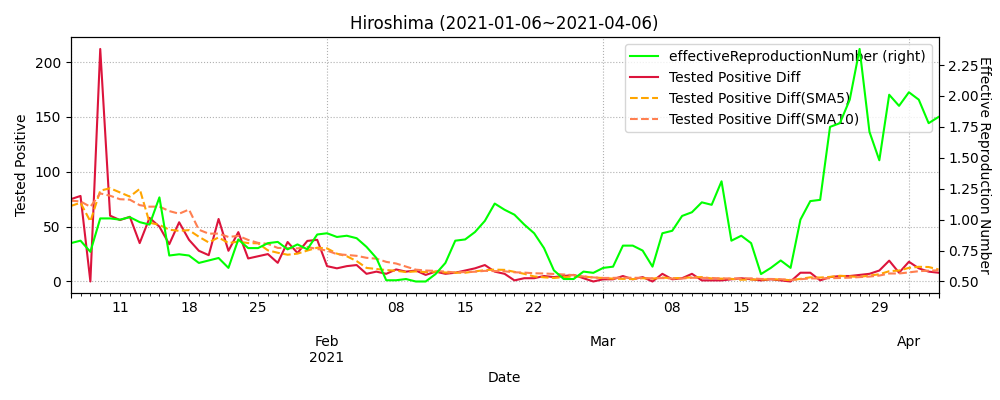 Hiroshima (2021-01-06~2021-04-06)
effectiveReproductionNumber (right)
Tested Positive Diff
Tested Positive Diff(SMA5)
Tested Positive Diff(SMA10)
Tested Positive
200
150
100
50
0
Effective Reproduction Number
2.25
2.00
1.75
1.50
1.25
1.00
0.75
0.50
11 18 25 08 15 22 08 15 22 29
Feb Mar Apr
2021
Date